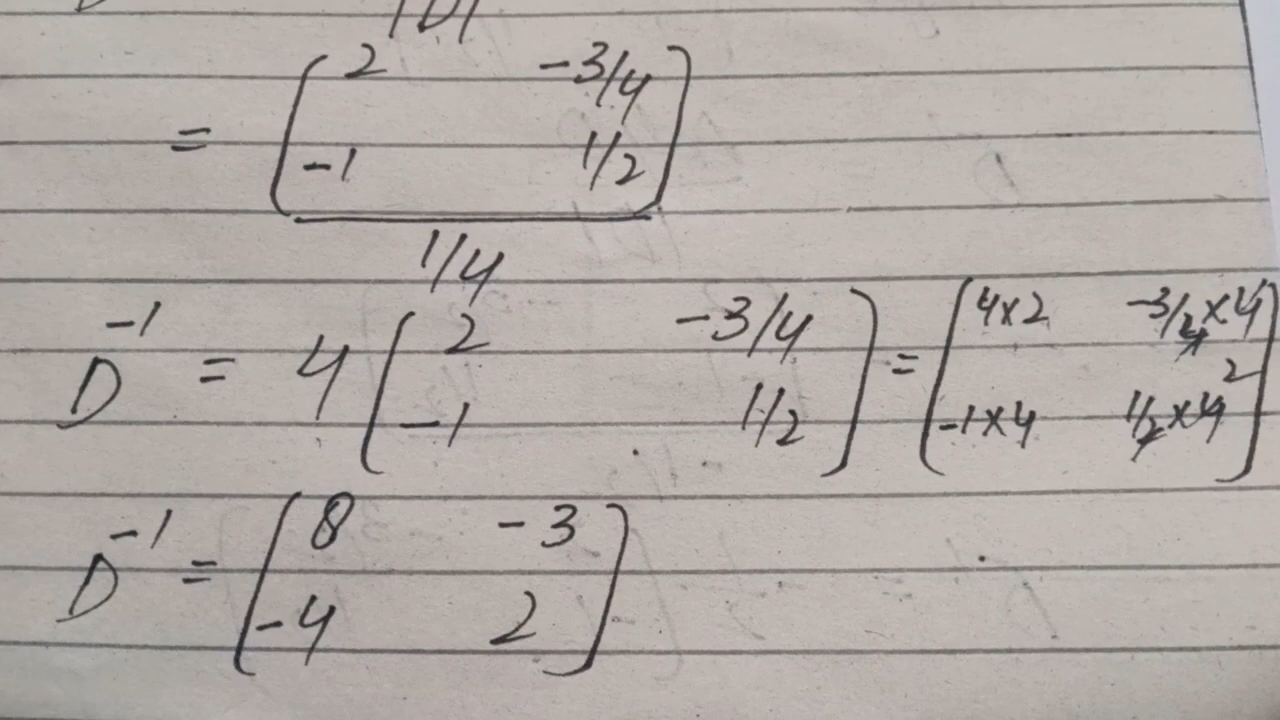 |D|
= [ 2 -3/4
-1 1/2 ]
1/4
D⁻¹ = 4 [ 2 -3/4
-1 1/2 ] = [ 4×2 -3/4×4
-1×4 1/2×4 2 ]
D⁻¹ = [ 8 -3
-4 2 ]